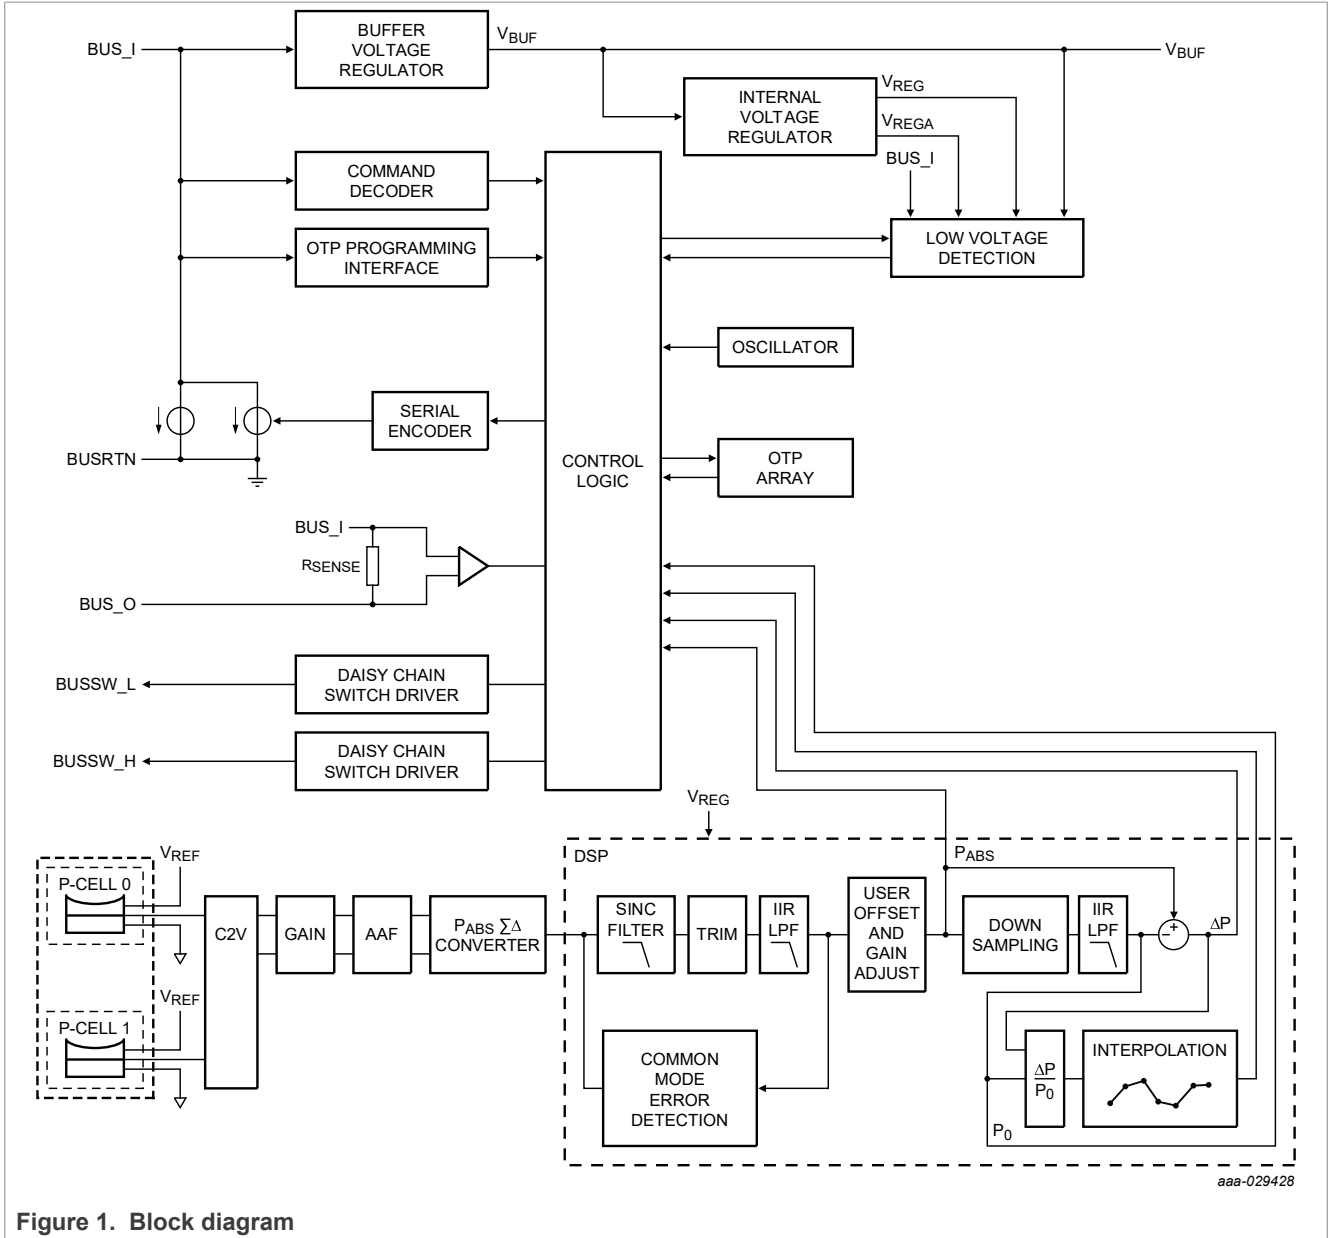 BUS_I
BUFFER
VOLTAGE
REGULATOR
VBUF
VBUF
INTERNAL
VOLTAGE
REGULATOR
VREG
VREGA
BUS_I
COMMAND
DECODER
OTP PROGRAMMING
INTERFACE
LOW VOLTAGE
DETECTION
OSCILLATOR
SERIAL
ENCODER
BUSRTN
CONTROL
LOGIC
OTP
ARRAY
BUS_I
RSENSE
BUS_O
BUSSW_L
DAISY CHAIN
SWITCH DRIVER
BUSSW_H
DAISY CHAIN
SWITCH DRIVER
VREG
DSP
PABS
VREF
P-CELL 0
C2V
GAIN
AAF
PABS ΣΔ
CONVERTER
SINC
FILTER
TRIM
IIR
LPF
USER
OFFSET
AND
GAIN
ADJUST
DOWN
SAMPLING
IIR
LPF
+
−
ΔP
VREF
P-CELL 1
COMMON
MODE
ERROR
DETECTION
ΔP
P0
INTERPOLATION
P0
aaa-029428
Figure 1. Block diagram